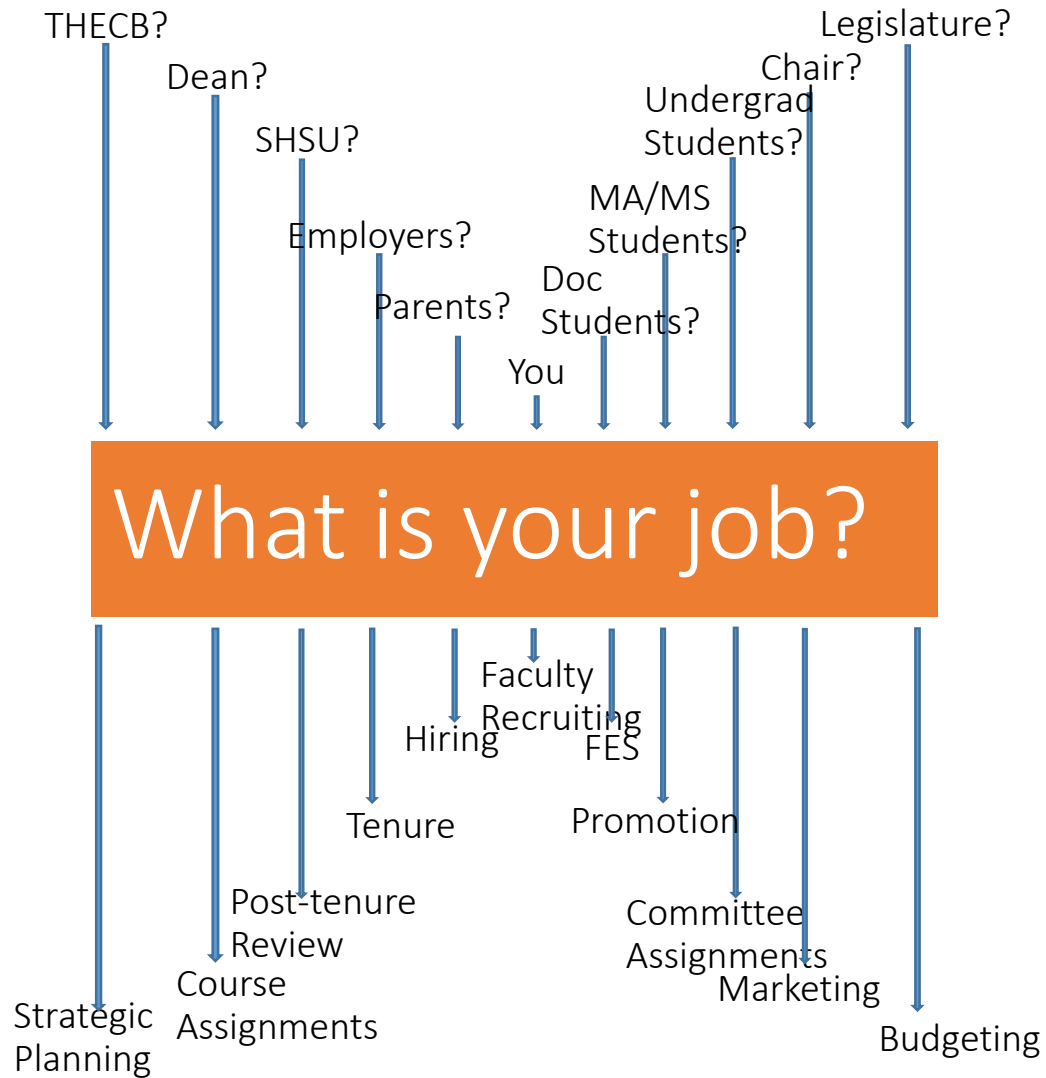 THECB?
Legislature?
Dean?
Chair?
Undergrad
Students?
SHSU?
MA/MS
Students?
Employers?
Doc
Students?
Parents?
You
What is your job?
Faculty
Recruiting
Hiring
FES
Tenure
Promotion
Post-tenure
Review
Committee
Assignments
Course
Assignments
Marketing
Strategic
Planning
Budgeting